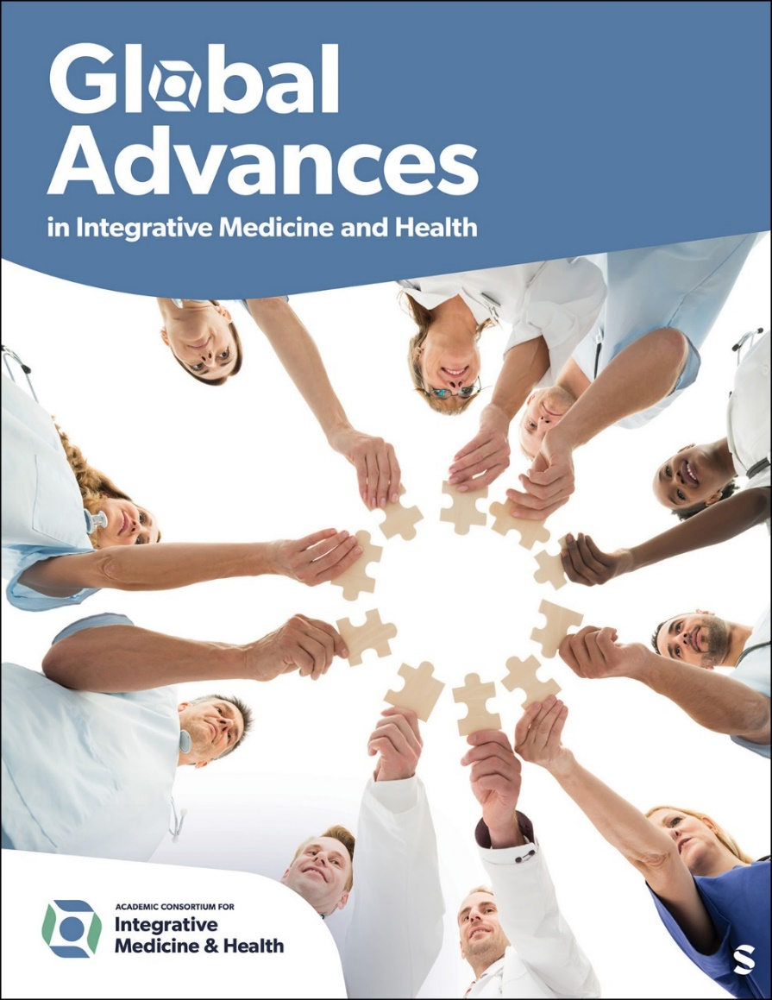 Global
Advances
in Integrative Medicine and Health
ACADEMIC CONSORTIUM FOR
Integrative
Medicine & Health
S